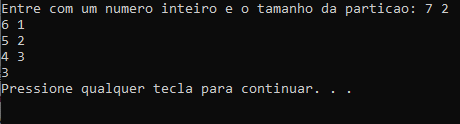 Entre com um numero inteiro e o tamanho da particao: 7 2
6 1
5 2
4 3
3
Pressione qualquer tecla para continuar. . .